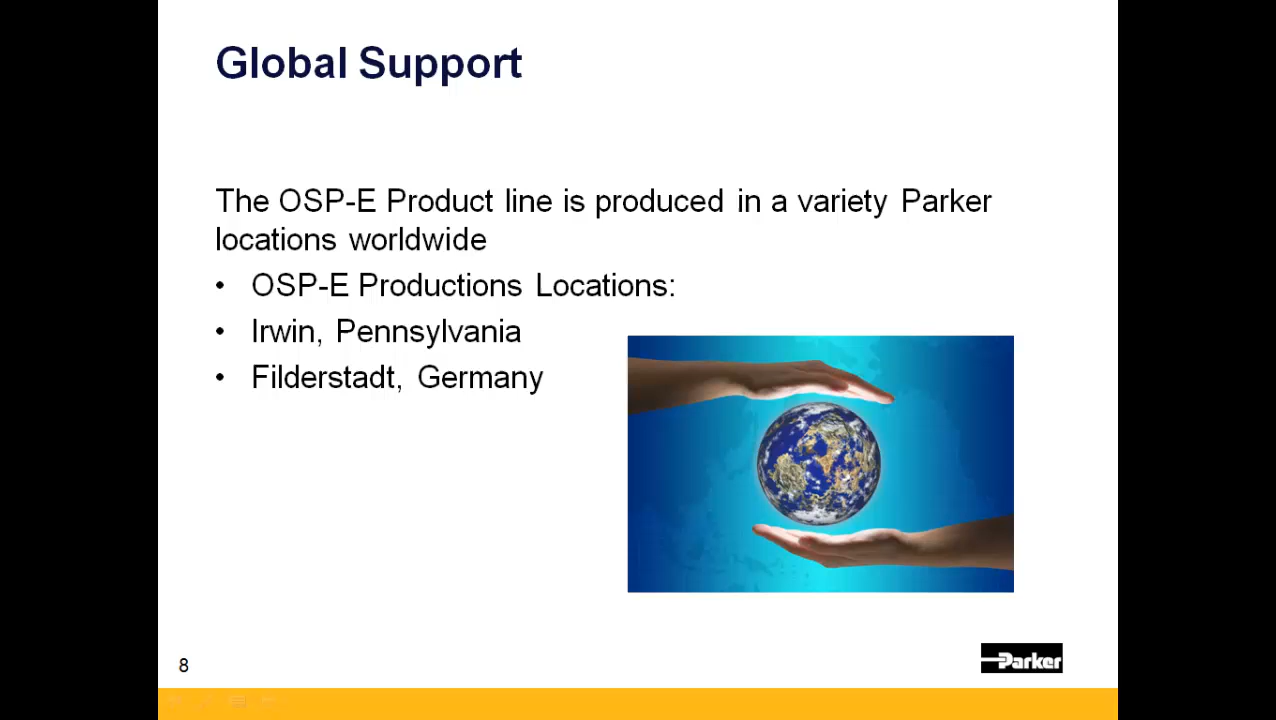 Global Support
The OSP-E Product line is produced in a variety Parker
locations worldwide
• OSP-E Productions Locations:
• Irwin, Pennsylvania
• Filderstadt, Germany
8
Parker